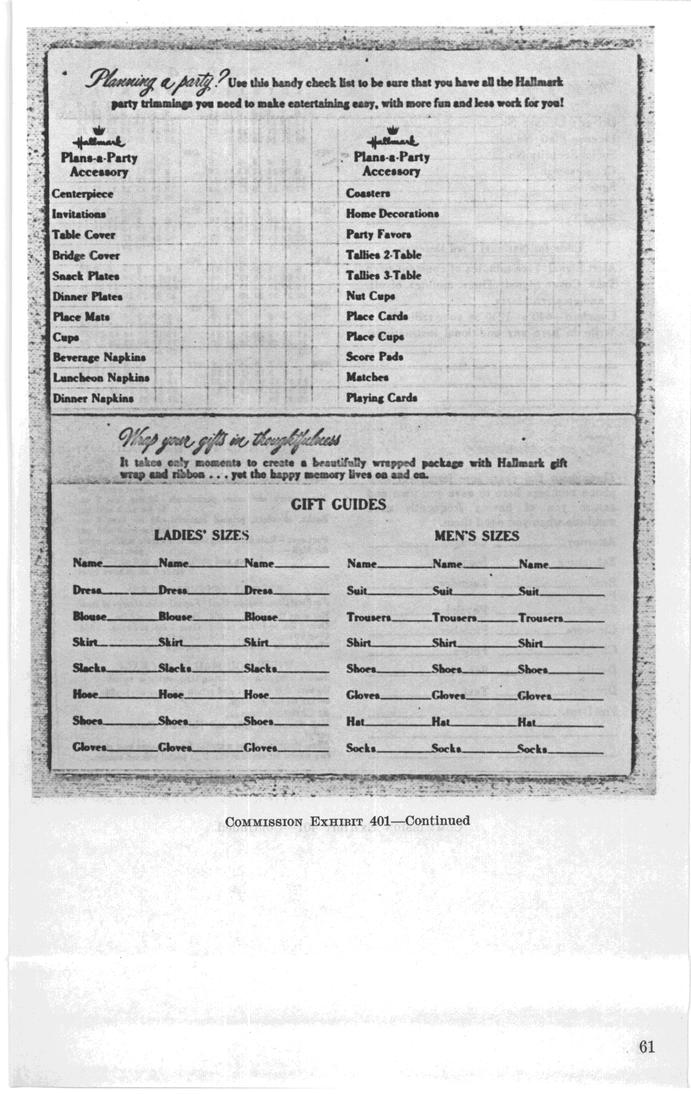 Planning a party? Use this handy check list to be sure that you have all the Hallmark
party trimmings you need to make entertaining easy, with more fun and less work for you!
Hallmark
Plans-a-Party
Accessory
Centerpiece
Invitations
Table Cover
Bridge Cover
Snack Plates
Dinner Plates
Place Mats
Cups
Beverage Napkins
Luncheon Napkins
Dinner Napkins
Hallmark
Plans-a-Party
Accessory
Coasters
Home Decorations
Party Favors
Tallies 2-Table
Tallies 3-Table
Nut Cups
Place Cards
Place Cups
Score Pads
Matches
Playing Cards
Wrap your gifts in thoughtfulness
It takes only moments to create a beautifully wrapped package with Hallmark gift
wrap and ribbon . . . yet the happy memory lives on and on.
GIFT GUIDES
LADIES' SIZES
Name Name Name
Dress Dress Dress
Blouse Blouse Blouse
Skirt Skirt Skirt
Slacks Slacks Slacks
Hose Hose Hose
Shoes Shoes Shoes
Gloves Gloves Gloves
MEN'S SIZES
Name Name Name
Suit Suit Suit
Trousers Trousers Trousers
Shirt Shirt Shirt
Shoes Shoes Shoes
Gloves Gloves Gloves
Hat Hat Hat
Socks Socks Socks
COMMISSION EXHIBIT 401—Continued
61